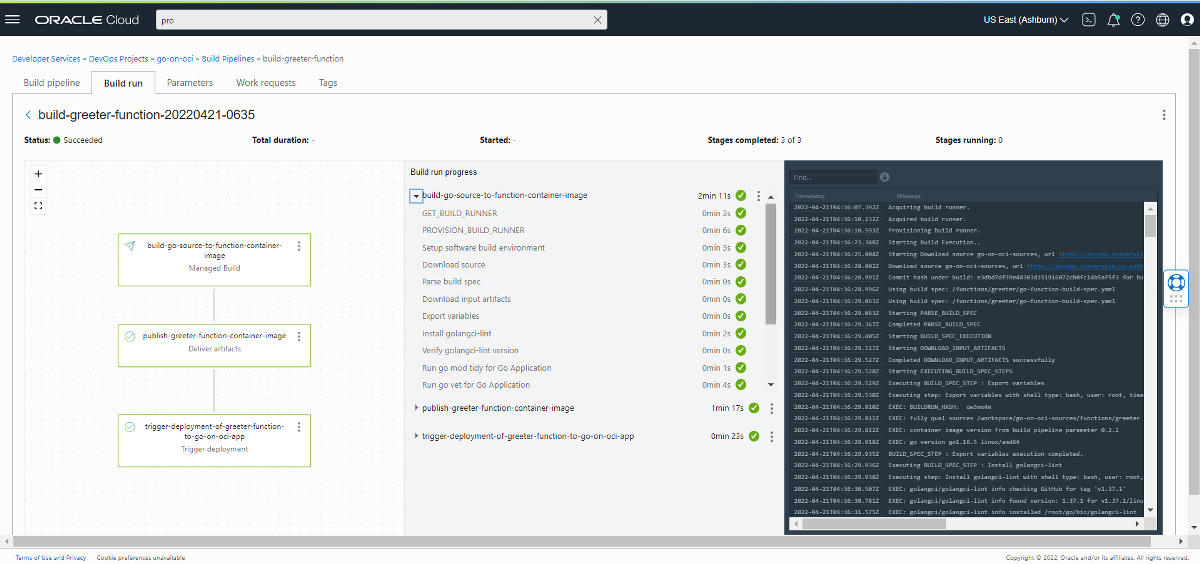 ORACLE Cloud
pro
US East (Ashburn)
Developer Services » DevOps Projects » go-on-oci » Build Pipelines » build-greeter-function
Build pipeline
Build run
Parameters
Work requests
Tags
build-greeter-function-20220421-0635
Status: Succeeded
Total duration: -
Started: -
Stages completed: 3 of 3
Stages running: 0
build-go-source-to-function-container-
image
Managed Build
publish-greeter-function-container-image
Deliver artifacts
trigger-deployment-of-greeter-function-
to-go-on-oci-app
Trigger deployment
Build run progress
build-go-source-to-function-container-image 2min 11s
GET_BUILD_RUNNER 0min 3s
PROVISION_BUILD_RUNNER 0min 6s
Setup software build environment 0min 5s
Download source 0min 3s
Parse build spec 0min 0s
Download input artifacts 0min 0s
Export variables 0min 0s
Install golangci-lint 0min 2s
Verify golangci-lint version 0min 0s
Run go mod tidy for Go Application 0min 1s
Run go vet for Go Application 0min 4s
publish-greeter-function-container-image 1min 17s
trigger-deployment-of-greeter-function-to-go-on-oci-app 0min 23s
Find...
Timestamp Message
2022-04-21T04:36:07.392Z Acquiring build runner.
2022-04-21T04:36:10.232Z Acquired build runner.
2022-04-21T04:36:10.593Z Provisioning build runner.
2022-04-21T04:36:23.348Z Starting Build Execution..
2022-04-21T04:36:25.804Z Starting Download source go-on-oci-sources, url https://devops.scmservic
2022-04-21T04:36:28.802Z Download source go-on-oci-sources, url
2022-04-21T04:36:28.991Z Commit hash under build: for bu
2022-04-21T04:36:28.996Z Using build spec: /functions/greeter/go-function-build-spec.yaml
2022-04-21T04:36:29.063Z Using build spec: /functions/greeter/go-function-build-spec.yaml
2022-04-21T04:36:29.063Z Starting PARSE_BUILD_SPEC
2022-04-21T04:36:29.367Z Completed PARSE_BUILD_SPEC
2022-04-21T04:36:29.405Z Starting BUILD_SPEC_EXECUTION
2022-04-21T04:36:29.527Z Starting DOWNLOAD_INPUT_ARTIFACTS
2022-04-21T04:36:29.527Z Completed DOWNLOAD_INPUT_ARTIFACTS successfully
2022-04-21T04:36:29.528Z Starting EXECUTING_BUILD_SPEC_STEPS
2022-04-21T04:36:29.529Z Executing BUILD_SPEC_STEP : Export variables
2022-04-21T04:36:29.530Z Executing step: Export variables with shell type: bash, user: root, time
2022-04-21T04:36:29.810Z EXEC: BUILDRUN_HASH: qw3mx4m
2022-04-21T04:36:29.811Z EXEC: fully qual sources /workspace/go-on-oci-sources/functions/greeter
2022-04-21T04:36:29.812Z EXEC: container image version from build pipeline parameter 0.2.2
2022-04-21T04:36:29.918Z EXEC: go version go1.16.5 linux/amd64
2022-04-21T04:36:29.935Z BUILD_SPEC_STEP : Export variables execution completed.
2022-04-21T04:36:29.937Z Executing BUILD_SPEC_STEP : Install golangci-lint
2022-04-21T04:36:29.938Z Executing step: Install golangci-lint with shell type: bash, user: root,
2022-04-21T04:36:30.507Z EXEC: golangci/golangci-lint info checking GitHub for tag 'v1.37.1'
2022-04-21T04:36:30.781Z EXEC: golangci/golangci-lint info found version: 1.37.1 for v1.37.1/linu
2022-04-21T04:36:31.575Z EXEC: golangci/golangci-lint info installed /root/go/bin/golangci-lint
Terms of Use and Privacy
Cookie preferences unavailable
Copyright © 2022, Oracle and/or its affiliates. All rights reserved.